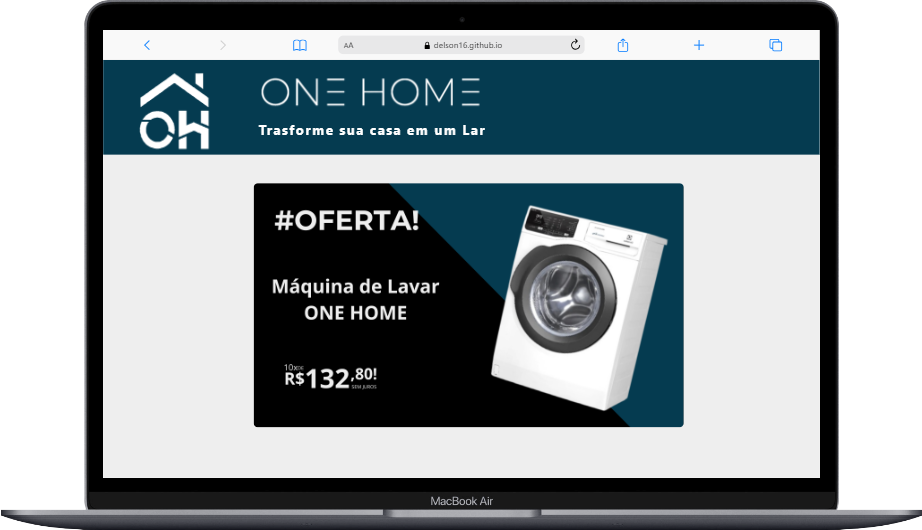 AA
delson16.github.io
OH
ONE HOME
Trasforme sua casa em um Lar
#OFERTA!
Máquina de Lavar
ONE HOME
10x
R$132,80!
SEM JUROS
MacBook Air